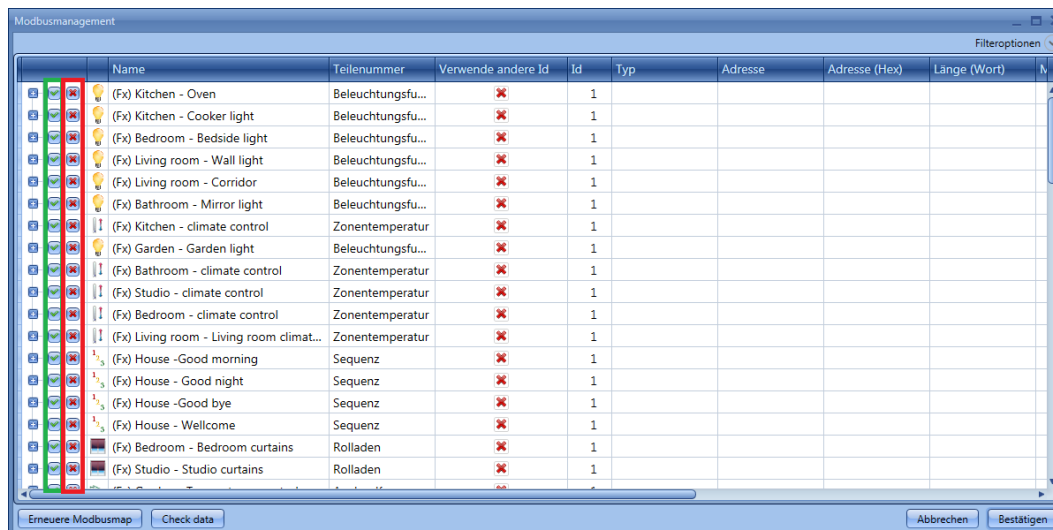 Modbusmanagement
Filteroptionen
Name Teilenummer Verwende andere Id Id Typ Adresse Adresse (Hex) Länge (Wort)
(Fx) Kitchen - Oven Beleuchtungsfu... 1
(Fx) Kitchen - Cooker light Beleuchtungsfu... 1
(Fx) Bedroom - Bedside light Beleuchtungsfu... 1
(Fx) Living room - Wall light Beleuchtungsfu... 1
(Fx) Living room - Corridor Beleuchtungsfu... 1
(Fx) Bathroom - Mirror light Beleuchtungsfu... 1
(Fx) Kitchen - climate control Zonentemperatur 1
(Fx) Garden - Garden light Beleuchtungsfu... 1
(Fx) Bathroom - climate control Zonentemperatur 1
(Fx) Studio - climate control Zonentemperatur 1
(Fx) Bedroom - climate control Zonentemperatur 1
(Fx) Living room - Living room climat... Zonentemperatur 1
(Fx) House -Good morning Sequenz 1
(Fx) House - Good night Sequenz 1
(Fx) House -Good bye Sequenz 1
(Fx) House - Wellcome Sequenz 1
(Fx) Bedroom - Bedroom curtains Rolladen 1
(Fx) Studio - Studio curtains Rolladen 1
Erneuere Modbusmap Check data Abbrechen Bestätigen